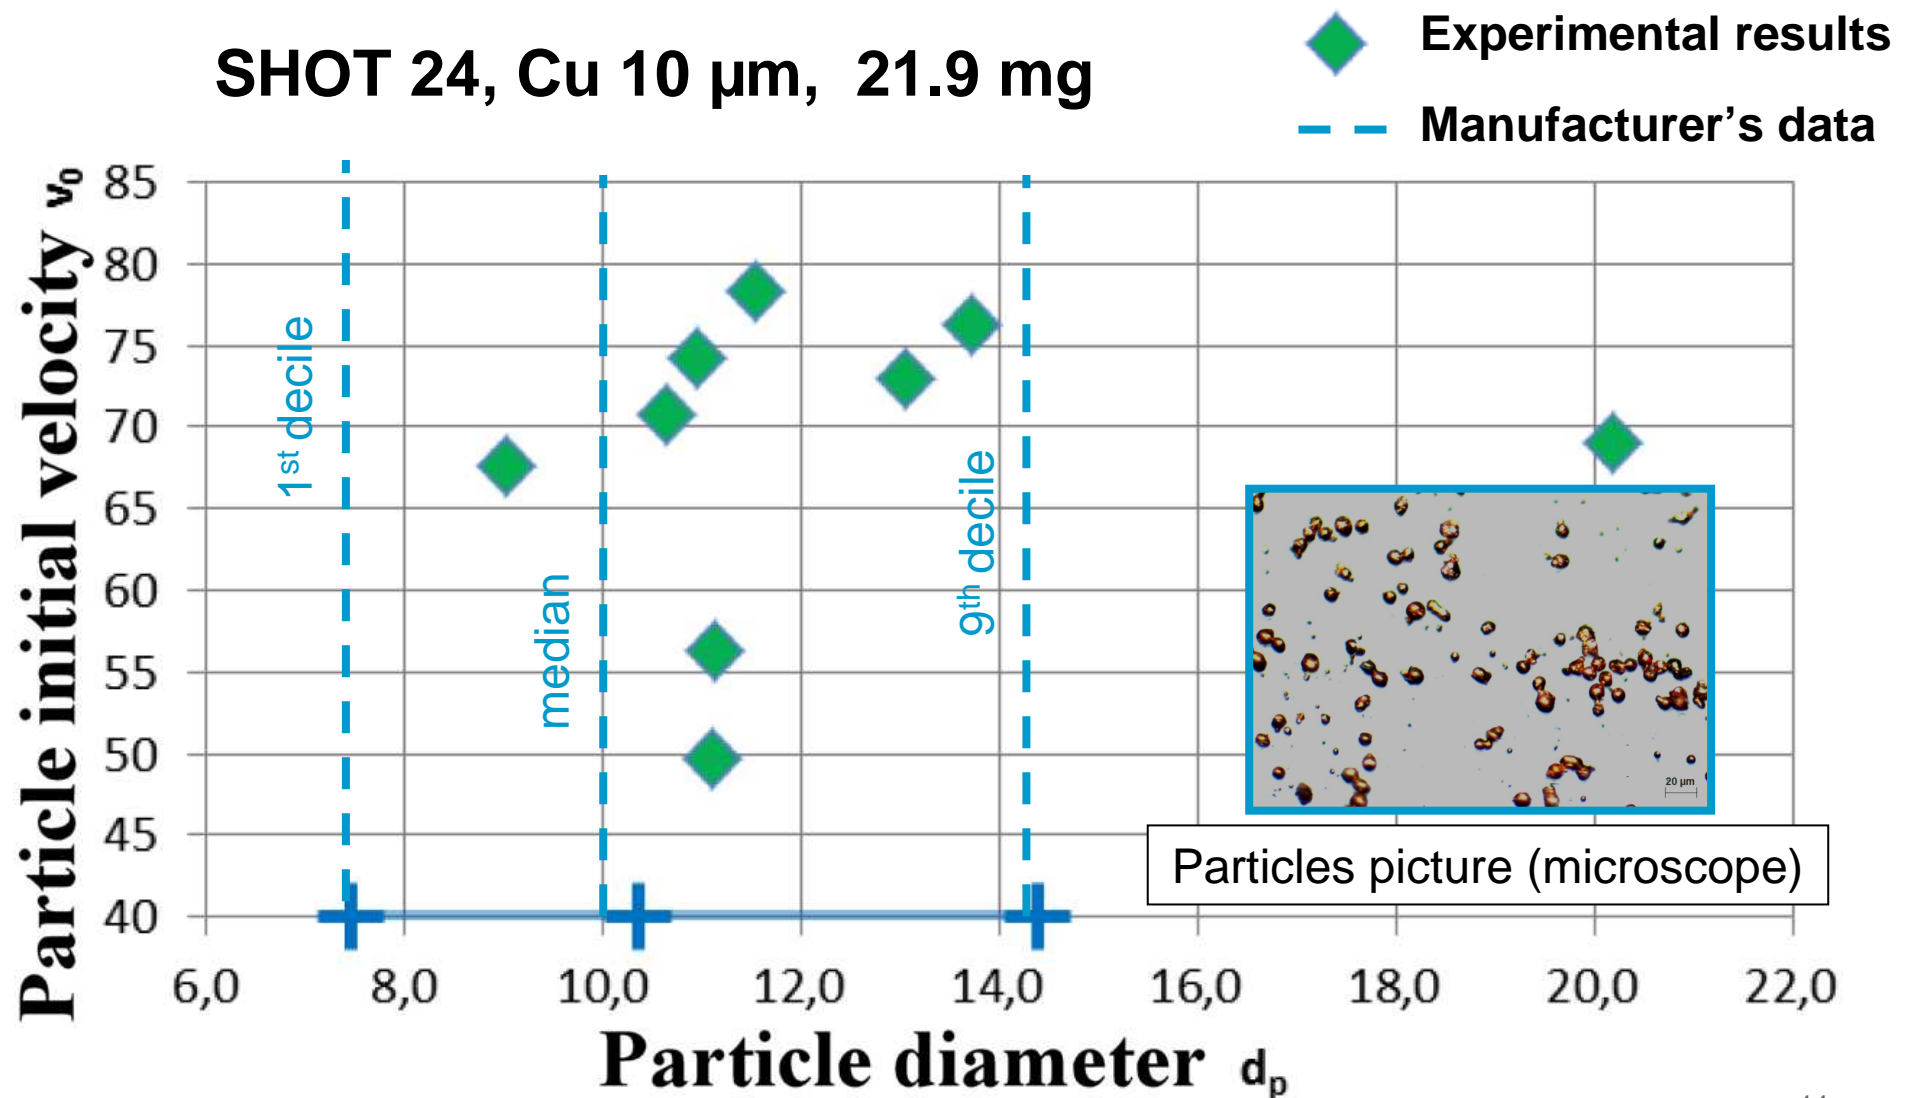 SHOT 24, Cu 10 µm, 21.9 mg
Experimental results
Manufacturer's data
Particle initial velocity v0
85
80
75
70
65
60
55
50
45
40
1st decile
median
9th decile
20 µm
Particles picture (microscope)
6,0 8,0 10,0 12,0 14,0 16,0 18,0 20,0 22,0
Particle diameter dp